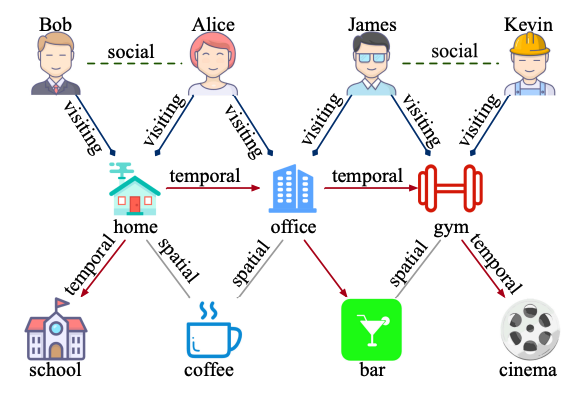 Bob
Alice
James
Kevin
social
social
visiting
visiting
visiting
visiting
visiting
visiting
temporal
temporal
home
office
gym
temporal
spatial
spatial
spatial
temporal
school
coffee
bar
cinema